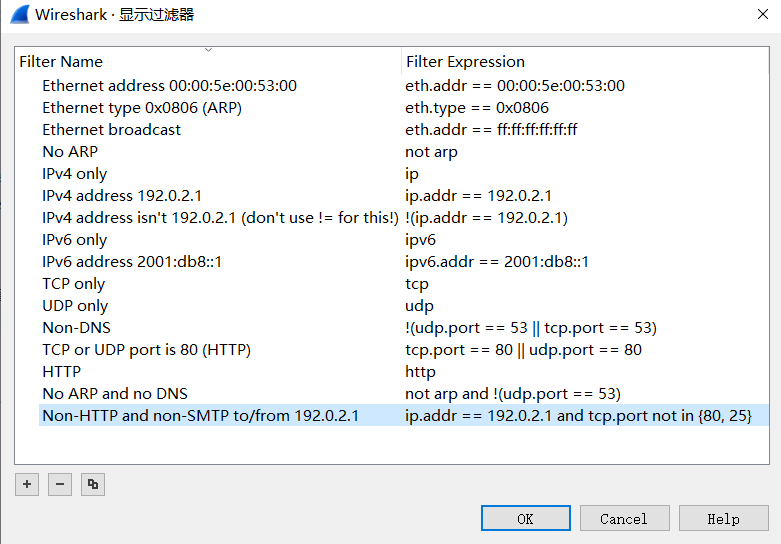 Wireshark · 显示过滤器
Filter Name Filter Expression
Ethernet address 00:00:5e:00:53:00 eth.addr == 00:00:5e:00:53:00
Ethernet type 0x0806 (ARP) eth.type == 0x0806
Ethernet broadcast eth.addr == ff:ff:ff:ff:ff:ff
No ARP not arp
IPv4 only ip
IPv4 address 192.0.2.1 ip.addr == 192.0.2.1
IPv4 address isn't 192.0.2.1 (don't use != for this!) !(ip.addr == 192.0.2.1)
IPv6 only ipv6
IPv6 address 2001:db8::1 ipv6.addr == 2001:db8::1
TCP only tcp
UDP only udp
Non-DNS !(udp.port == 53 || tcp.port == 53)
TCP or UDP port is 80 (HTTP) tcp.port == 80 || udp.port == 80
HTTP http
No ARP and no DNS not arp and !(udp.port == 53)
Non-HTTP and non-SMTP to/from 192.0.2.1 ip.addr == 192.0.2.1 and tcp.port not in {80, 25}
OK Cancel Help